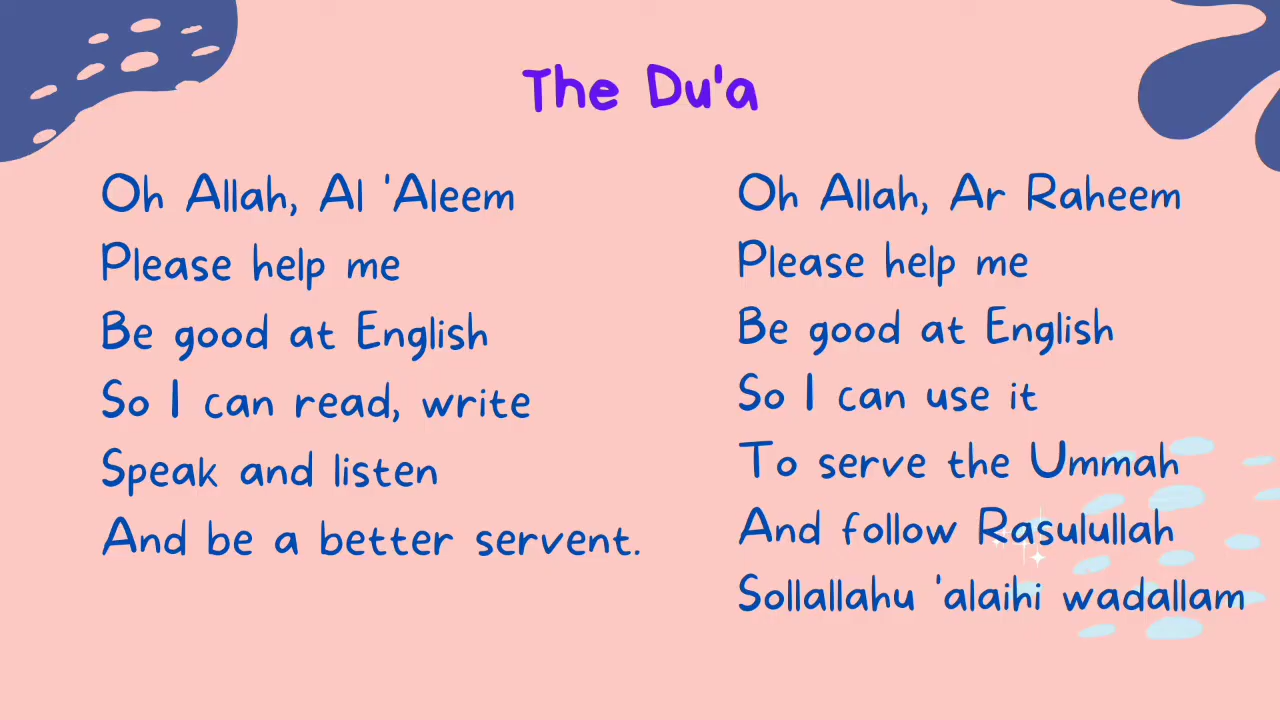 The Du'a
Oh Allah, Al 'Aleem
Please help me
Be good at English
So I can read, write
Speak and listen
And be a better servent.
Oh Allah, Ar Raheem
Please help me
Be good at English
So I can use it
To serve the Ummah
And follow Rasulullah
Sollallahu 'alaihi wadallam